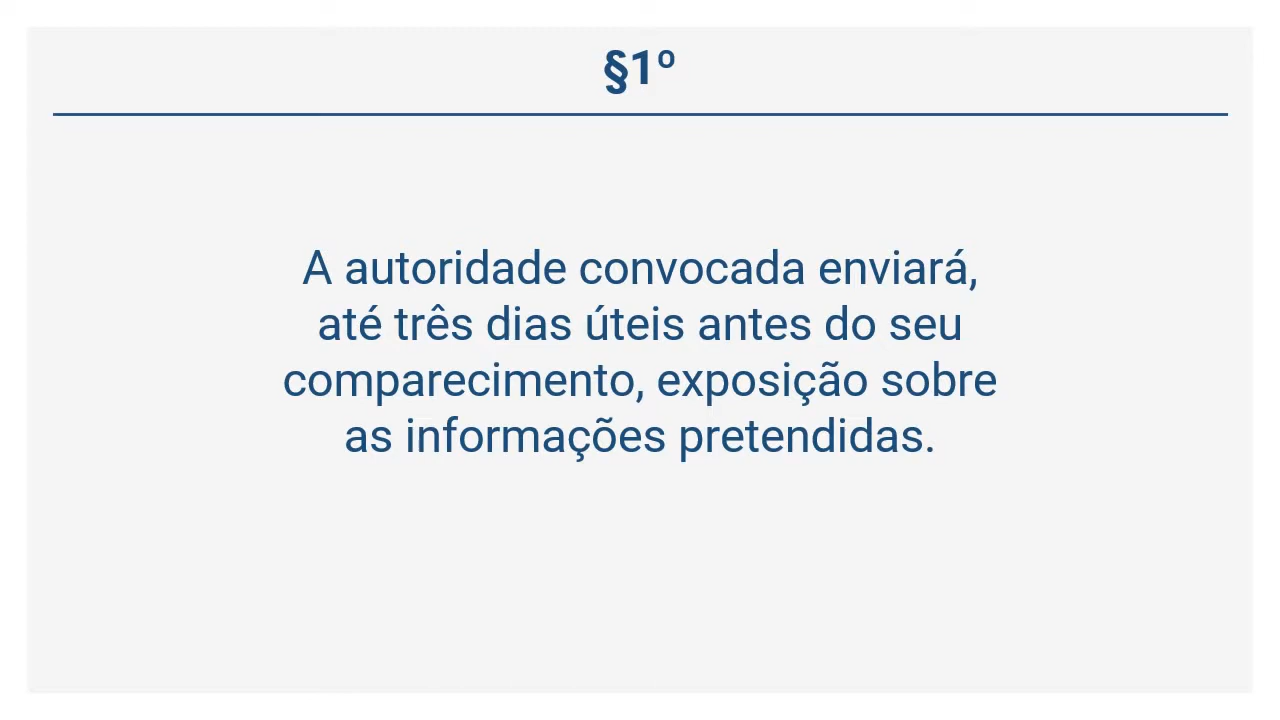 §1º
A autoridade convocada enviará,
até três dias úteis antes do seu
comparecimento, exposição sobre
as informações pretendidas.